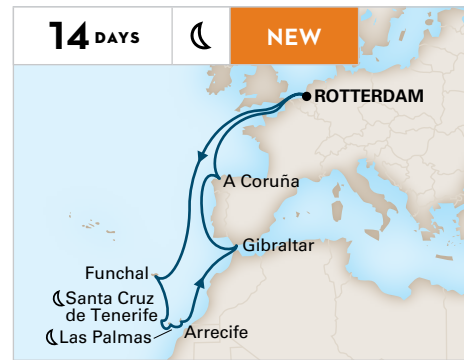 14 DAYS
NEW
ROTTERDAM
A Coruña
Gibraltar
Funchal
Santa Cruz
de Tenerife
Las Palmas
Arrecife